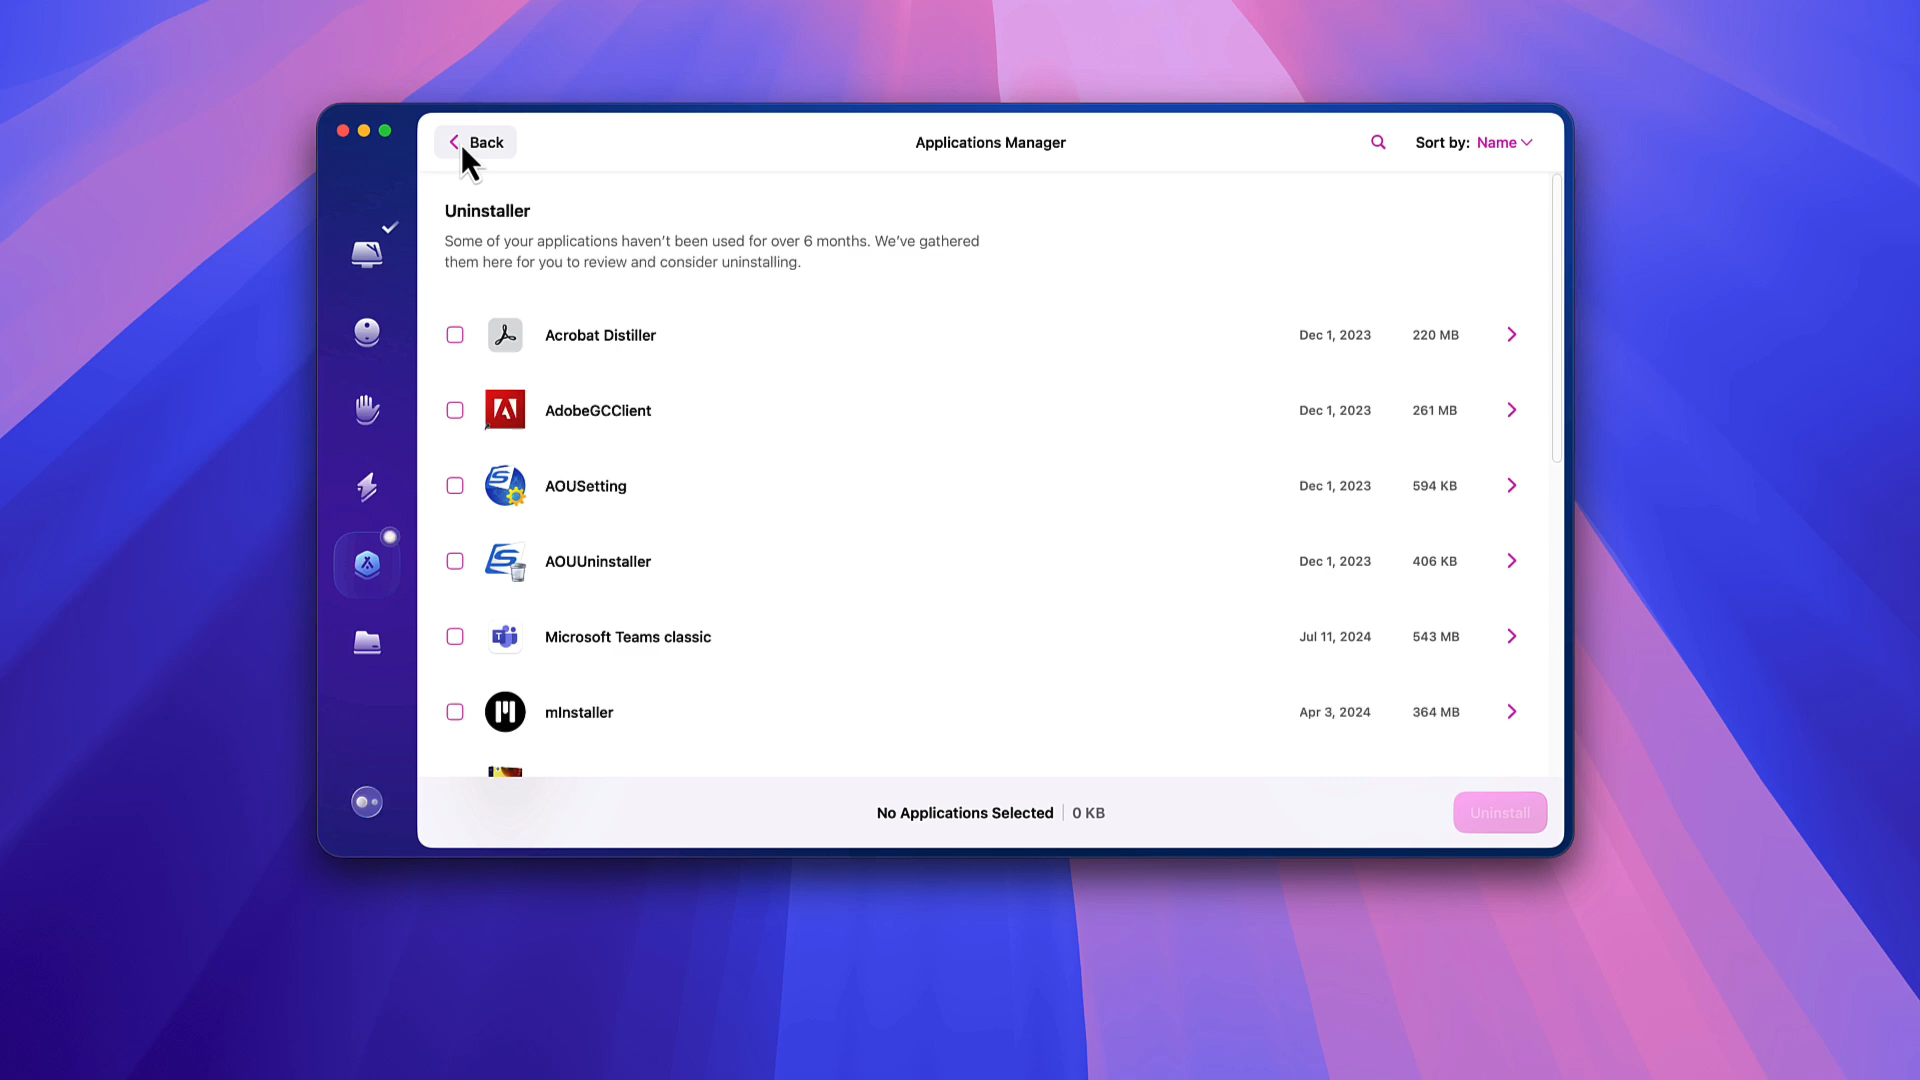 Back
Applications Manager
Sort by: Name
Uninstaller
Some of your applications haven’t been used for over 6 months. We’ve gathered
them here for you to review and consider uninstalling.
Acrobat Distiller Dec 1, 2023 220 MB
AdobeGCClient Dec 1, 2023 261 MB
AOUSetting Dec 1, 2023 594 KB
AOUUninstaller Dec 1, 2023 406 KB
Microsoft Teams classic Jul 11, 2024 543 MB
mInstaller Apr 3, 2024 364 MB
No Applications Selected 0 KB
Uninstall